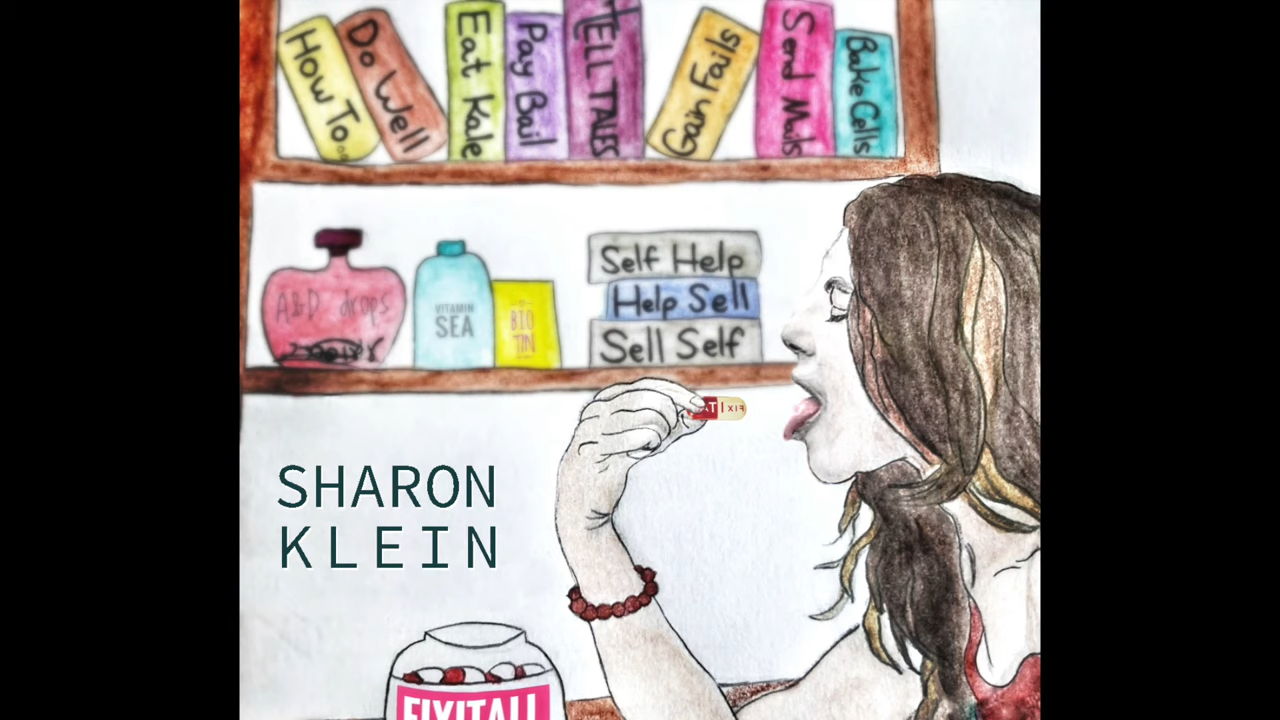 How To...
Do Well
Eat Kale
Pay Bail
TELL TALES
Gain Fails
Send Mails
Bake Cells
A&D drops
VITAMIN
SEA
BIO
TIN
Self Help
Help Sell
Sell Self
FIX
SHARON
KLEIN
FIXITALL